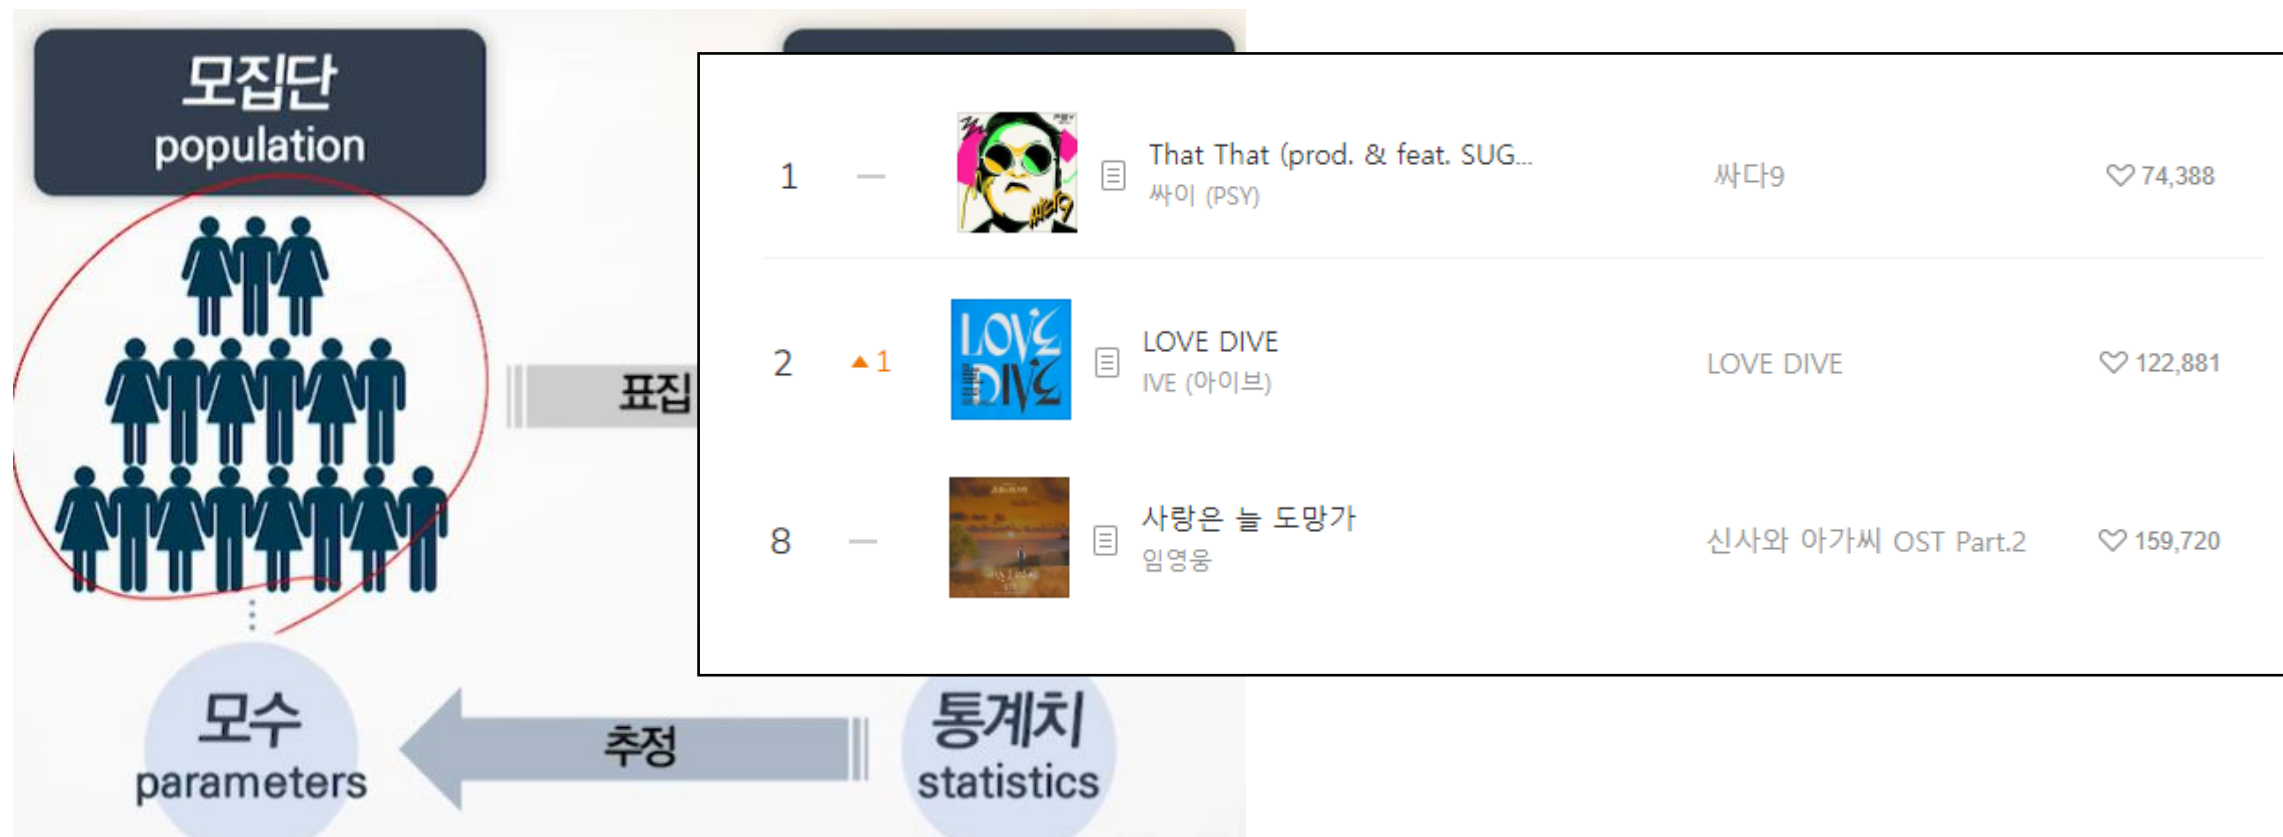 모집단
population
표집
모수
parameters
추정
통계치
statistics
1
That That (prod. & feat. SUG...
싸이 (PSY)
싸다9
74,388
2
1
LOVE DIVE
LOVE DIVE
IVE (아이브)
LOVE DIVE
122,881
8
사랑은 늘 도망가
임영웅
신사와 아가씨 OST Part.2
159,720